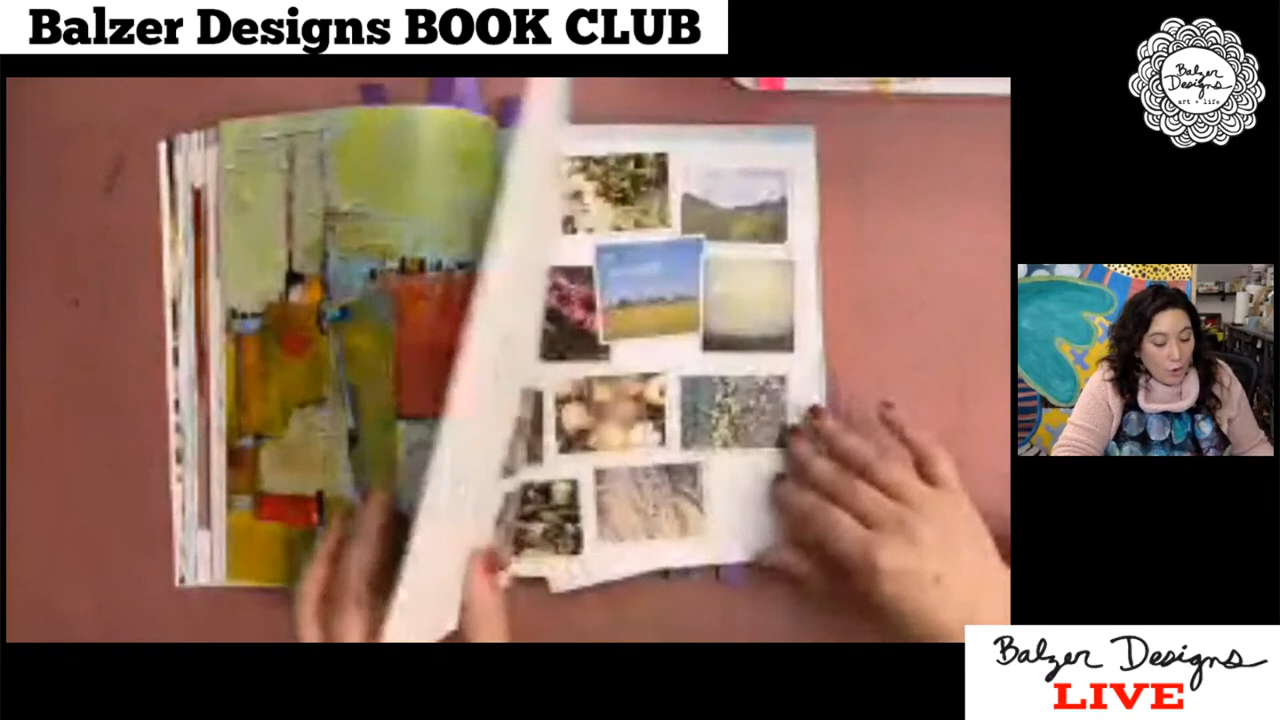 Balzer Designs BOOK CLUB
Balzer
Designs
art + life
Balzer Designs
LIVE